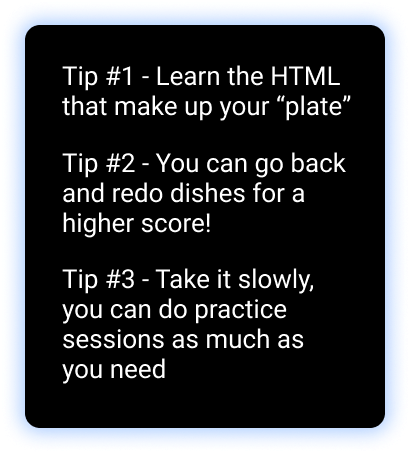 Tip #1 - Learn the HTML
that make up your “plate”
Tip #2 - You can go back
and redo dishes for a
higher score!
Tip #3 - Take it slowly,
you can do practice
sessions as much as
you need